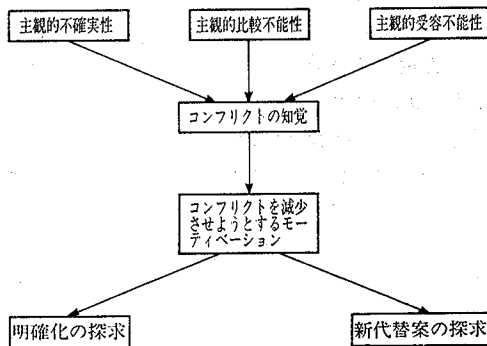 主観的不確実性
主観的比較不能性
主観的受容不能性
コンフリクトの知覚
コンフリクトを減少
させようとするモー
ティベーション
明確化の探求
新代替案の探求